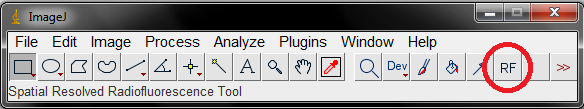 ImageJ
File Edit Image Process Analyze Plugins Window Help
A Dev RF >>
Spatial Resolved Radiofluorescence Tool